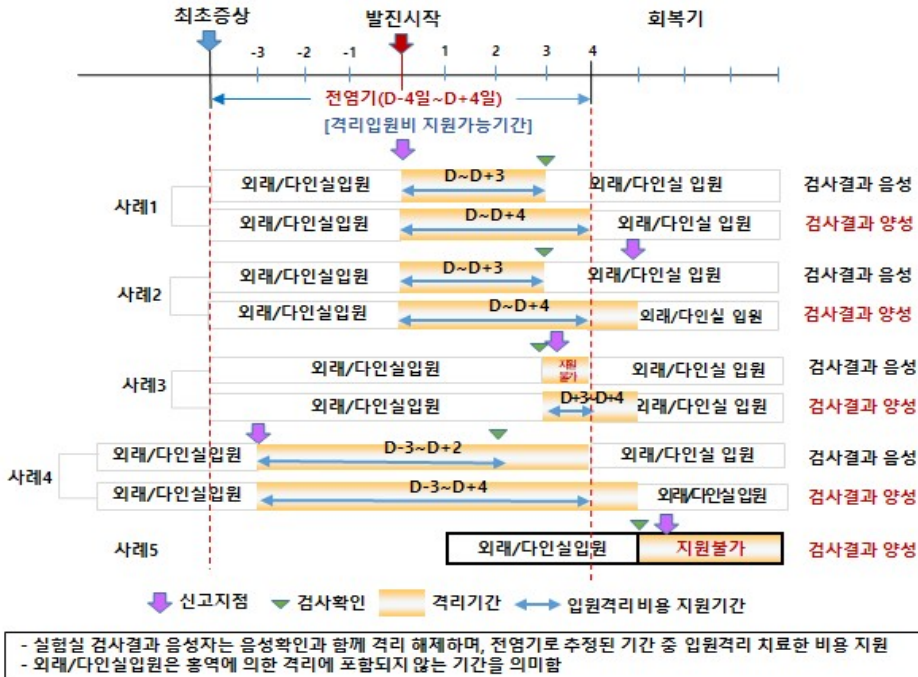 최초증상 발진시작 회복기
-3 -2 -1 1 2 3 4
전염기(D-4일~D+4일)
[격리입원비 지원가능기간]
사례1
외래/다인실입원 D~D+3 외래/다인실 입원 검사결과 음성
외래/다인실입원 D~D+4 외래/다인실 입원 검사결과 양성
사례2
외래/다인실입원 D~D+3 외래/다인실 입원 검사결과 음성
외래/다인실입원 D~D+4 외래/다인실 입원 검사결과 양성
사례3
외래/다인실입원 지원불가 외래/다인실 입원 검사결과 음성
외래/다인실입원 D+3~D+4 외래/다인실 입원 검사결과 양성
사례4
외래/다인실입원 D-3~D+2 외래/다인실 입원 검사결과 음성
외래/다인실입원 D-3~D+4 외래/다인실입원 검사결과 양성
사례5 외래/다인실입원 지원불가 검사결과 양성
신고지점 검사확인 격리기간 입원격리비용 지원기간
- 실험실 검사결과 음성자는 음성확인과 함께 격리 해제하며, 전염기로 추정된 기간 중 입원격리 치료한 비용 지원
- 외래/다인실입원은 홍역에 의한 격리에 포함되지 않는 기간을 의미함